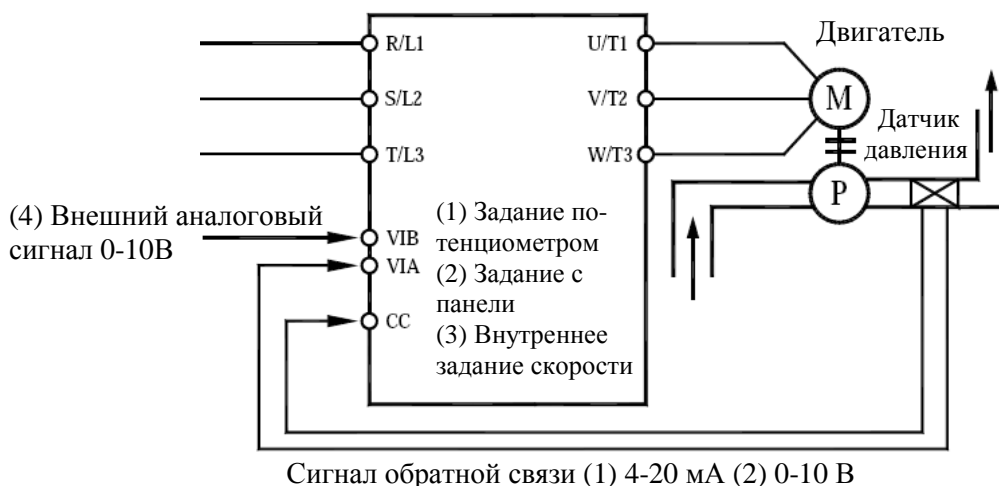 R/L1
U/T1
Двигатель
S/L2
V/T2
M
Датчик
давления
T/L3
W/T3
P
(4) Внешний аналоговый
сигнал 0-10В
VIB
VIA
CC
(1) Задание по-
тенциометром
(2) Задание с
панели
(3) Внутреннее
задание скорости
Сигнал обратной связи (1) 4-20 мА (2) 0-10 В